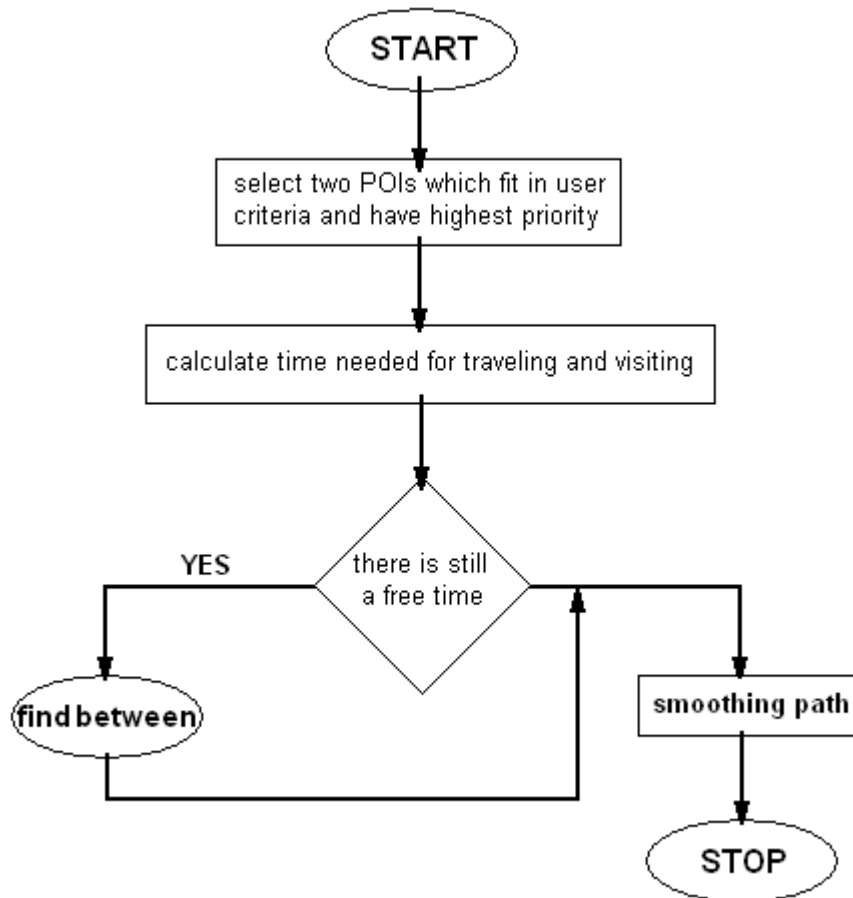 START
select two POIs which fit in user
criteria and have highest priority
calculate time needed for traveling and visiting
there is still
a free time
YES
find between
smoothing path
STOP